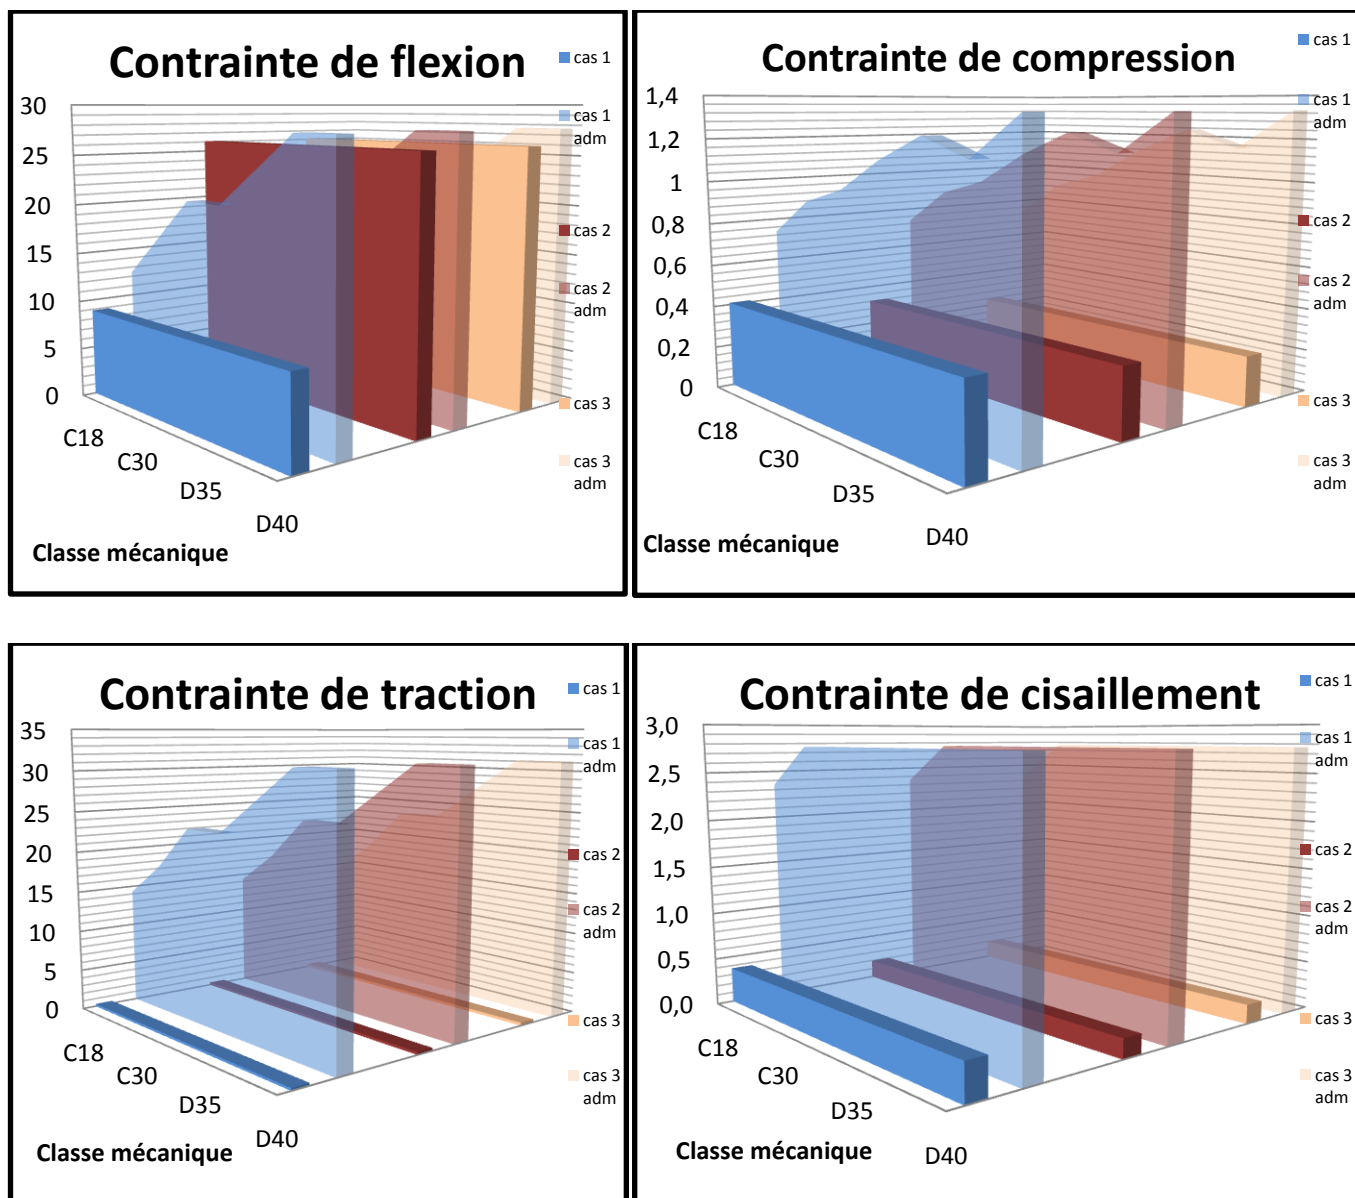 Contrainte de flexion
30
25
20
15
10
5
0
C18
C30
D35
D40
Classe mécanique
cas 1
cas 1
adm
cas 2
cas 2
adm
cas 3
cas 3
adm
Contrainte de compression
1,4
1,2
1
0,8
0,6
0,4
0,2
0
C18
C30
D35
D40
Classe mécanique
cas 1
cas 1
adm
cas 2
cas 2
adm
cas 3
cas 3
adm
Contrainte de traction
35
30
25
20
15
10
5
0
C18
C30
D35
D40
Classe mécanique
cas 1
cas 1
adm
cas 2
cas 2
adm
cas 3
cas 3
adm
Contrainte de cisaillement
3,0
2,5
2,0
1,5
1,0
0,5
0,0
C18
C30
D35
D40
Classe mécanique
cas 1
cas 1
adm
cas 2
cas 2
adm
cas 3
cas 3
adm